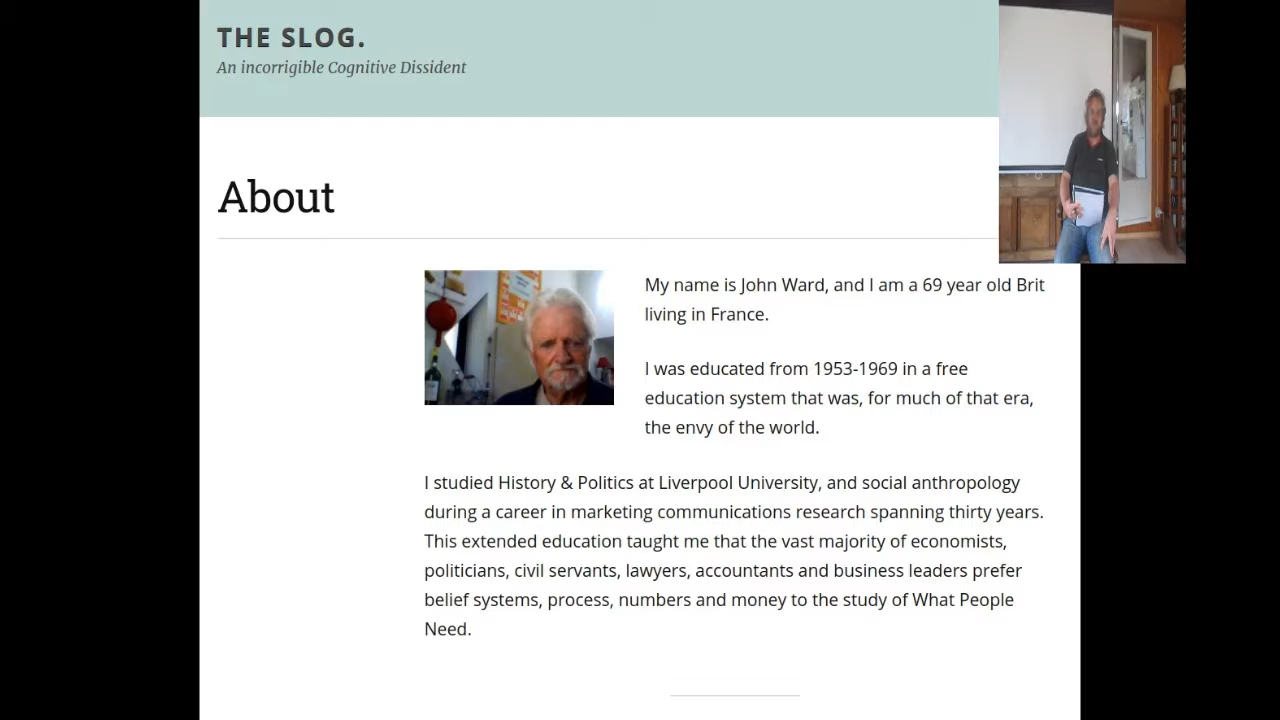 THE SLOG.
An incorrigible Cognitive Dissident
About
My name is John Ward, and I am a 69 year old Brit
living in France.
I was educated from 1953-1969 in a free
education system that was, for much of that era,
the envy of the world.
I studied History & Politics at Liverpool University, and social anthropology
during a career in marketing communications research spanning thirty years.
This extended education taught me that the vast majority of economists,
politicians, civil servants, lawyers, accountants and business leaders prefer
belief systems, process, numbers and money to the study of What People
Need.